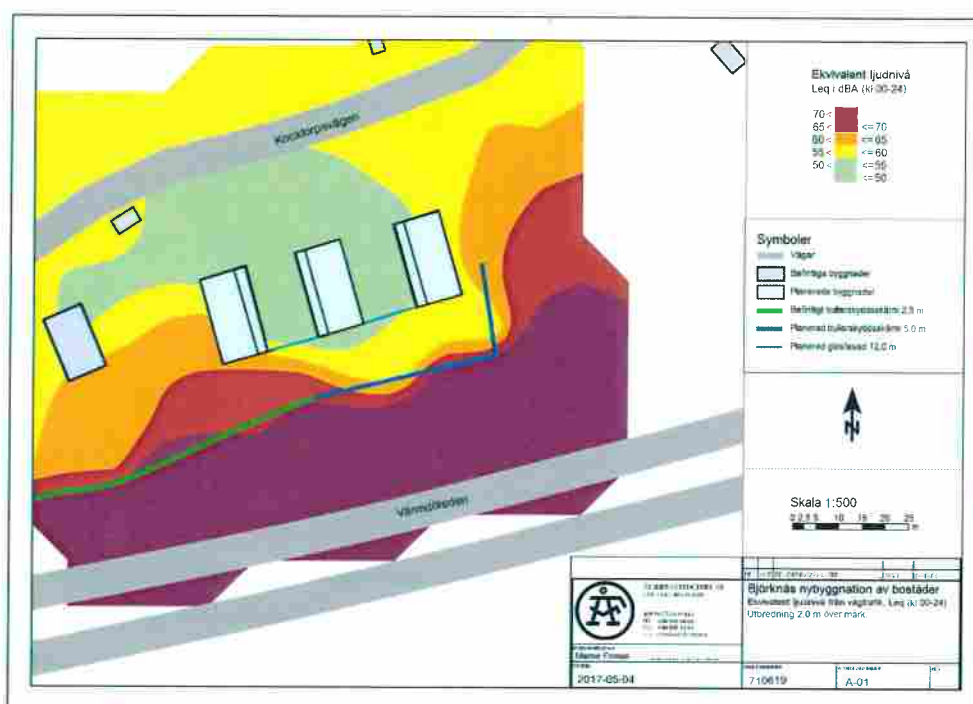 Kocktorpsvägen
Värmdöleden
Ekvivalent ljudnivå
Leq i dBA (kl 00-24)
70 <
65 < <= 70
60 < <= 65
55 < <= 60
50 < <= 55
<= 50
Symboler
Vägar
Befintliga byggnader
Planerade byggnader
Befintligt bullerskyddsskärm 2,5 m
Planerad bullerskyddsskärm 5,0 m
Planerad glasfasad 12,0 m
N
Skala 1:500
0 2,5 5 10 15 20 25
m
ÅF
Björknäs nybyggnation av bostäder
Ekvivalent ljudnivå från vägtrafik, Leq (kl 00-24)
Utbredning 2,0 m över mark.
2017-05-04
710619
A-01